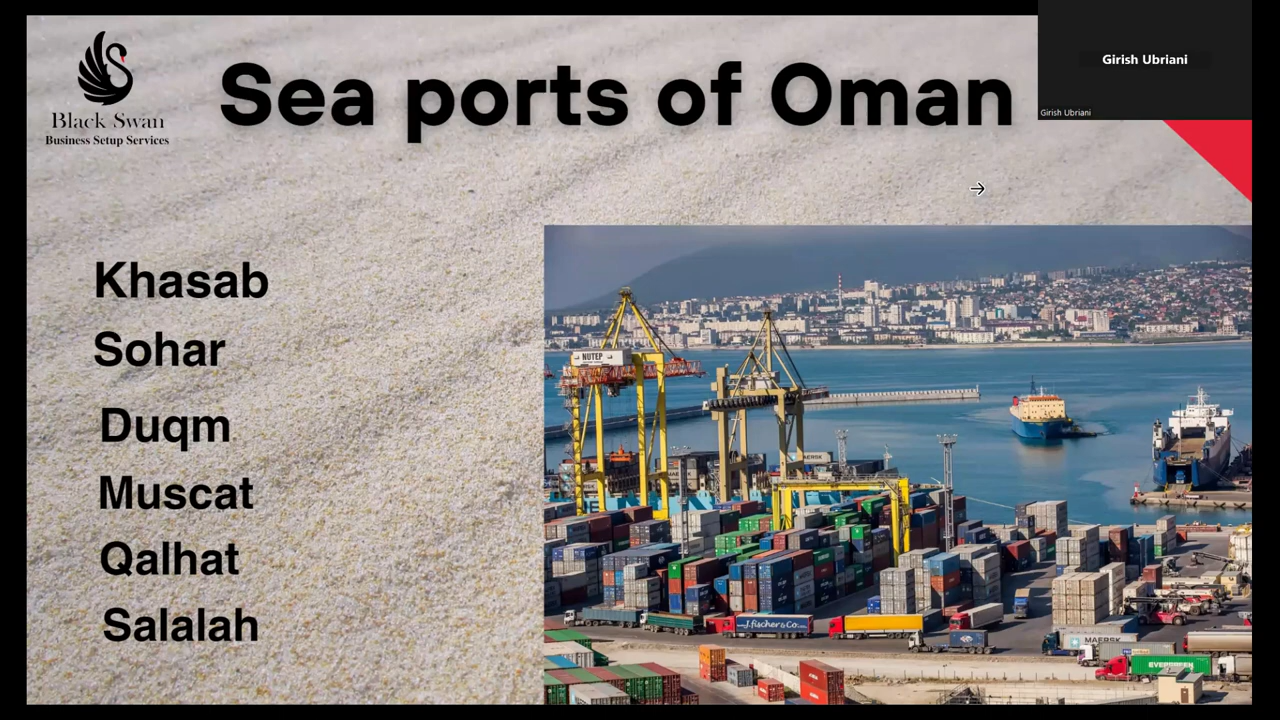 Black Swan
Business Setup Services
Sea ports of Oman
Girish Ubriani
Girish Ubriani
Khasab
Sohar
Duqm
Muscat
Qalhat
Salalah
NUTEP
MAERSK
J.fischer&Co.
MAERSK
EVERGREEN